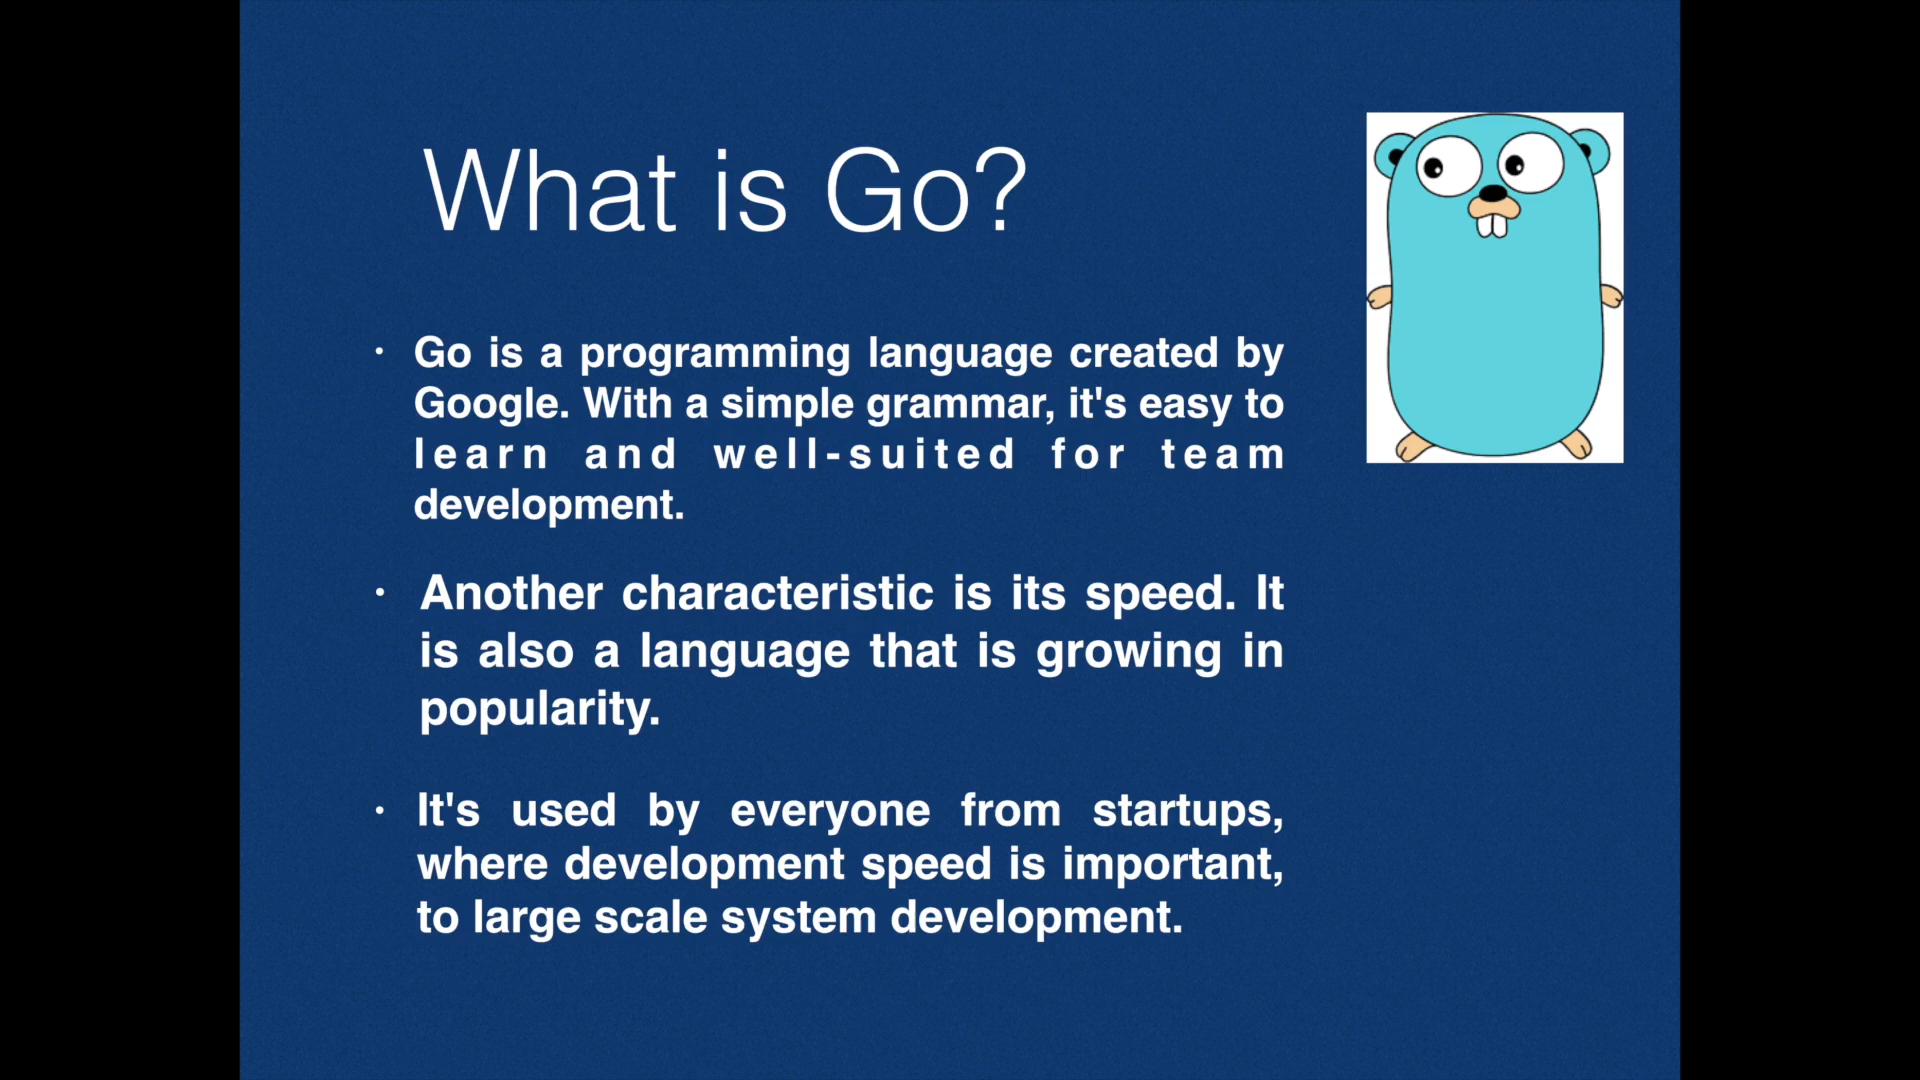 What is Go?
• Go is a programming language created by
Google. With a simple grammar, it's easy to
learn and well-suited for team
development.
• Another characteristic is its speed. It
is also a language that is growing in
popularity.
• It's used by everyone from startups,
where development speed is important,
to large scale system development.